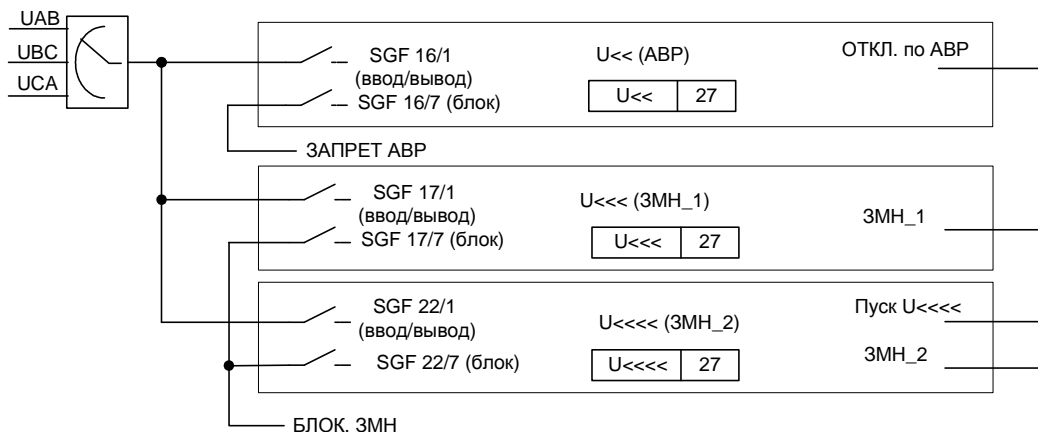 UAB
UBC
UCA
SGF 16/1
(ввод/вывод)
SGF 16/7 (блок)
U<< (АВР)
U<< 27
ОТКЛ. по АВР
ЗАПРЕТ АВР
SGF 17/1
(ввод/вывод)
SGF 17/7 (блок)
U<<< (ЗМН_1)
U<<< 27
ЗМН_1
SGF 22/1
(ввод/вывод)
SGF 22/7 (блок)
U<<<< (ЗМН_2)
U<<<< 27
Пуск U<<<<
ЗМН_2
БЛОК. ЗМН